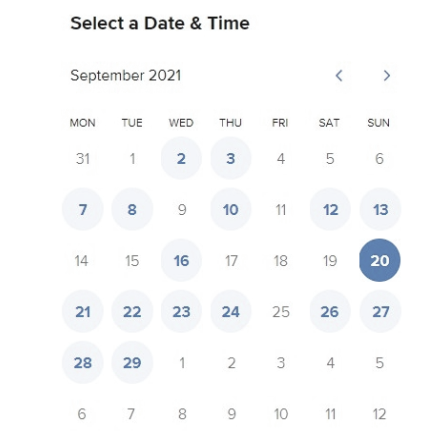 Select a Date & Time
September 2021
MON TUE WED THU FRI SAT SUN
31 1 2 3 4 5 6
7 8 9 10 11 12 13
14 15 16 17 18 19 20
21 22 23 24 25 26 27
28 29 1 2 3 4 5
6 7 8 9 10 11 12